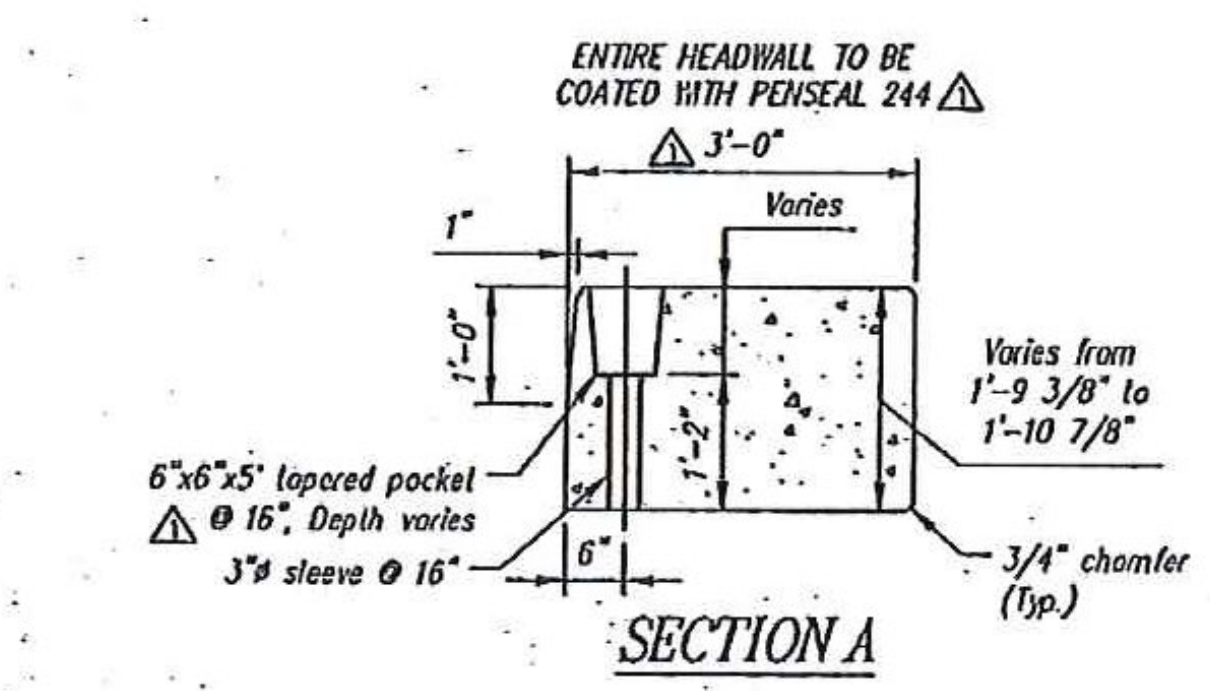 ENTIRE HEADWALL TO BE
COATED WITH PENSEAL 244 1
1 3'-0"
Varies
1"
1'-0"
1'-2"
Varies from
1'-9 3/8" to
1'-10 7/8"
6"x6"x5' tapered pocket
1 @ 16", Depth varies
3"ø sleeve @ 16"
6"
3/4" chamfer
(Typ.)
SECTION A